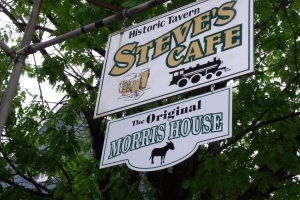 Historic Tavern
STEVE'S
CAFE
The Original
MORRIS HOUSE